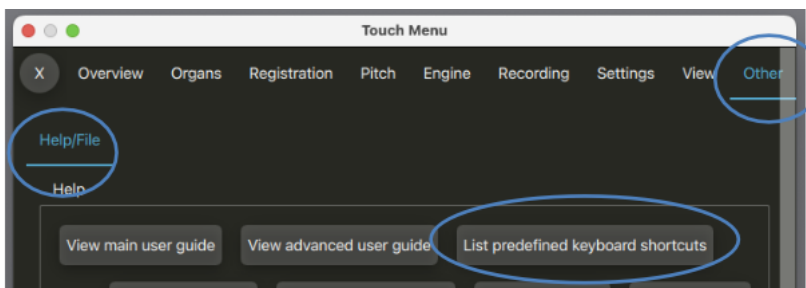 Touch Menu
X Overview Organs Registration Pitch Engine Recording Settings View Other
Help/File
Help
View main user guide View advanced user guide List predefined keyboard shortcuts